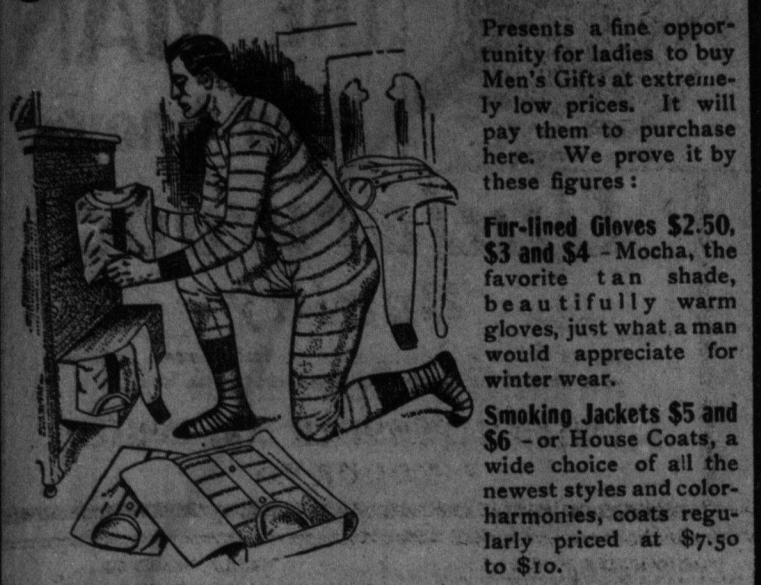 Presents a fine oppor-
tunity for ladies to buy
Men's Gifts at extreme-
ly low prices. It will
pay them to purchase
here. We prove it by
these figures:
Fur-lined Gloves $2.50,
$3 and $4 - Mocha, the
favorite tan shade,
beautifully warm
gloves, just what a man
would appreciate for
winter wear.
Smoking Jackets $5 and
$6 - or House Coats, a
wide choice of all the
newest styles and color-
harmonies, coats regu-
larly priced at $7.50
to $10.